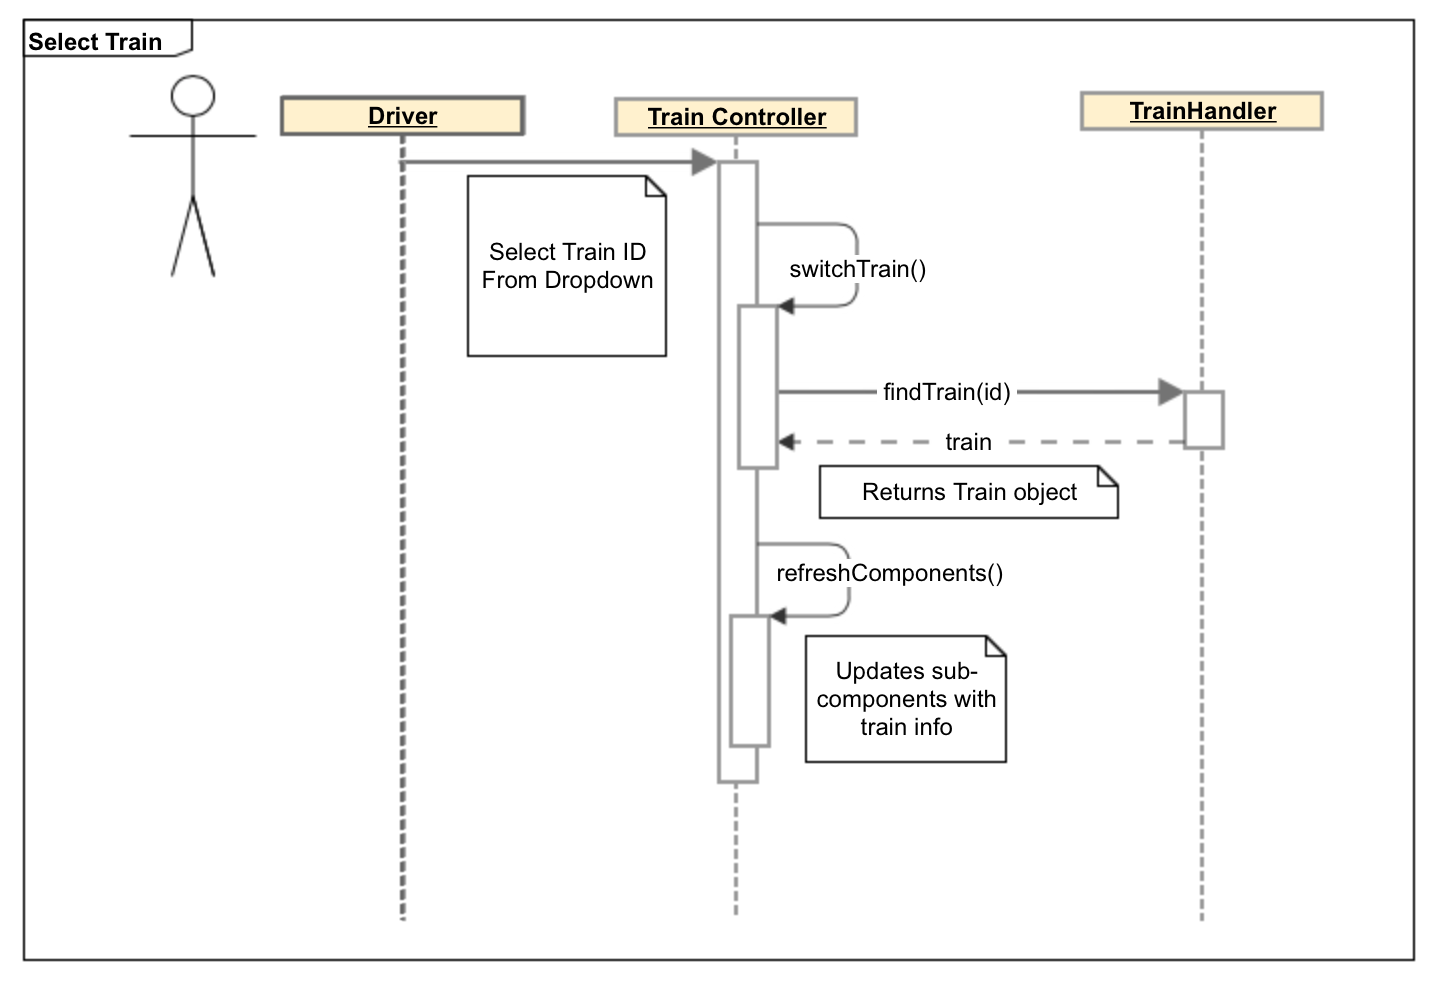 Select Train
Driver
Train Controller
TrainHandler
Select Train ID
From Dropdown
switchTrain()
findTrain(id)
train
Returns Train object
refreshComponents()
Updates sub-
components with
train info